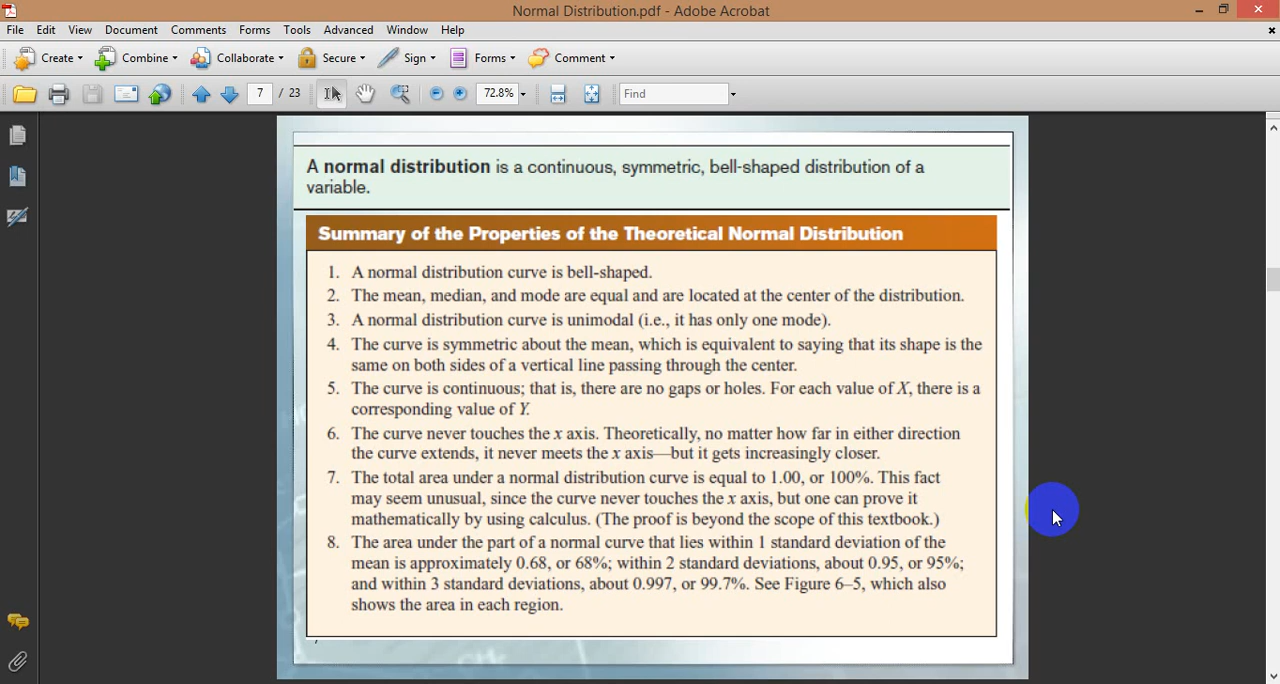 Normal Distribution.pdf - Adobe Acrobat
File Edit View Document Comments Forms Tools Advanced Window Help
Create Combine Collaborate Secure Sign Forms Comment
7 / 23 72.8% Find
A normal distribution is a continuous, symmetric, bell-shaped distribution of a
variable.
Summary of the Properties of the Theoretical Normal Distribution
1. A normal distribution curve is bell-shaped.
2. The mean, median, and mode are equal and are located at the center of the distribution.
3. A normal distribution curve is unimodal (i.e., it has only one mode).
4. The curve is symmetric about the mean, which is equivalent to saying that its shape is the
same on both sides of a vertical line passing through the center.
5. The curve is continuous; that is, there are no gaps or holes. For each value of X, there is a
corresponding value of Y.
6. The curve never touches the x axis. Theoretically, no matter how far in either direction
the curve extends, it never meets the x axis—but it gets increasingly closer.
7. The total area under a normal distribution curve is equal to 1.00, or 100%. This fact
may seem unusual, since the curve never touches the x axis, but one can prove it
mathematically by using calculus. (The proof is beyond the scope of this textbook.)
8. The area under the part of a normal curve that lies within 1 standard deviation of the
mean is approximately 0.68, or 68%; within 2 standard deviations, about 0.95, or 95%;
and within 3 standard deviations, about 0.997, or 99.7%. See Figure 6–5, which also
shows the area in each region.